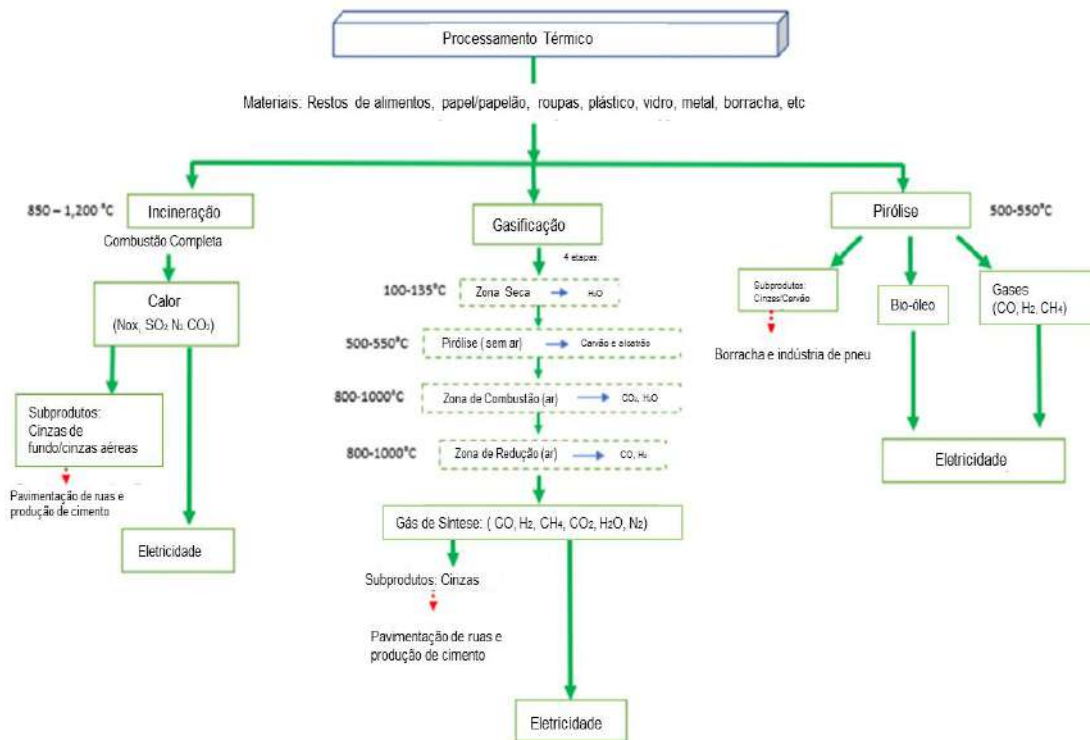 Processamento Térmico
Materiais: Restos de alimentos, papel/papelão, roupas, plástico, vidro, metal, borracha, etc
850 – 1,200 °C
Incineração
Combustão Completa
Calor
(Nox, SO2 N2 CO2)
Subprodutos:
Cinzas de
fundo/cinzas aéreas
Pavimentação de ruas e
produção de cimento
Eletricidade
Gasificação
4 etapas:
100-135°C
Zona Seca
H2O
500-550°C
Pirólise ( sem ar)
Carvão e alcatrão
800-1000°C
Zona de Combustão (ar)
CO2, H2O
800-1000°C
Zona de Redução (ar)
CO, H2
Gás de Síntese: ( CO, H2, CH4, CO2, H2O, N2)
Subprodutos: Cinzas
Pavimentação de ruas e
produção de cimento
Eletricidade
Pirólise
500-550°C
Subprodutos:
Cinzas/Carvão
Borracha e indústria de pneu
Bio-óleo
Gases
(CO, H2, CH4)
Eletricidade